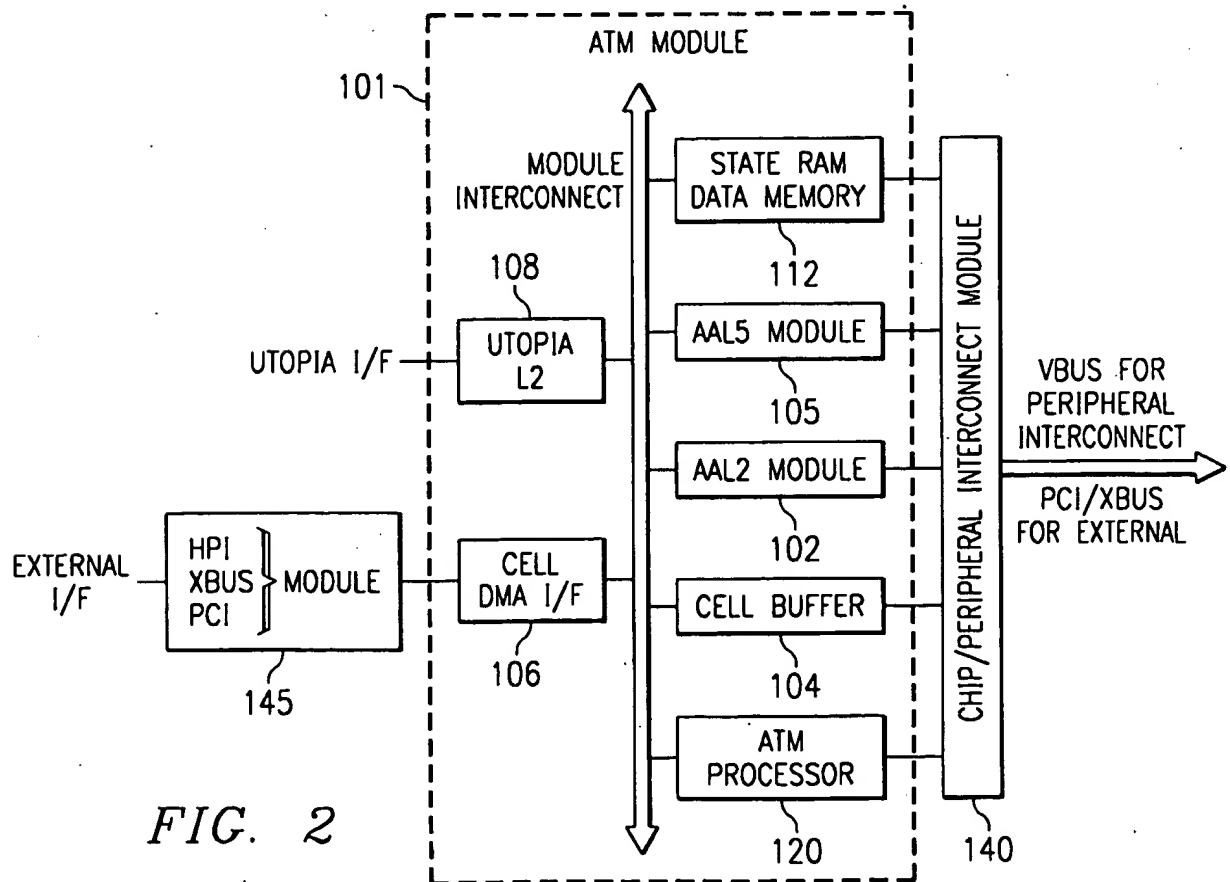 ATM MODULE
101
MODULE
INTERCONNECT
STATE RAM
DATA MEMORY
112
108
UTOPIA I/F
UTOPIA
L2
AAL5 MODULE
105
AAL2 MODULE
102
EXTERNAL
I/F
HPI
XBUS
PCI
MODULE
145
CELL
DMA I/F
106
CELL BUFFER
104
ATM
PROCESSOR
120
CHIP/PERIPHERAL INTERCONNECT MODULE
140
VBUS FOR
PERIPHERAL
INTERCONNECT
PCI/XBUS
FOR EXTERNAL
FIG. 2